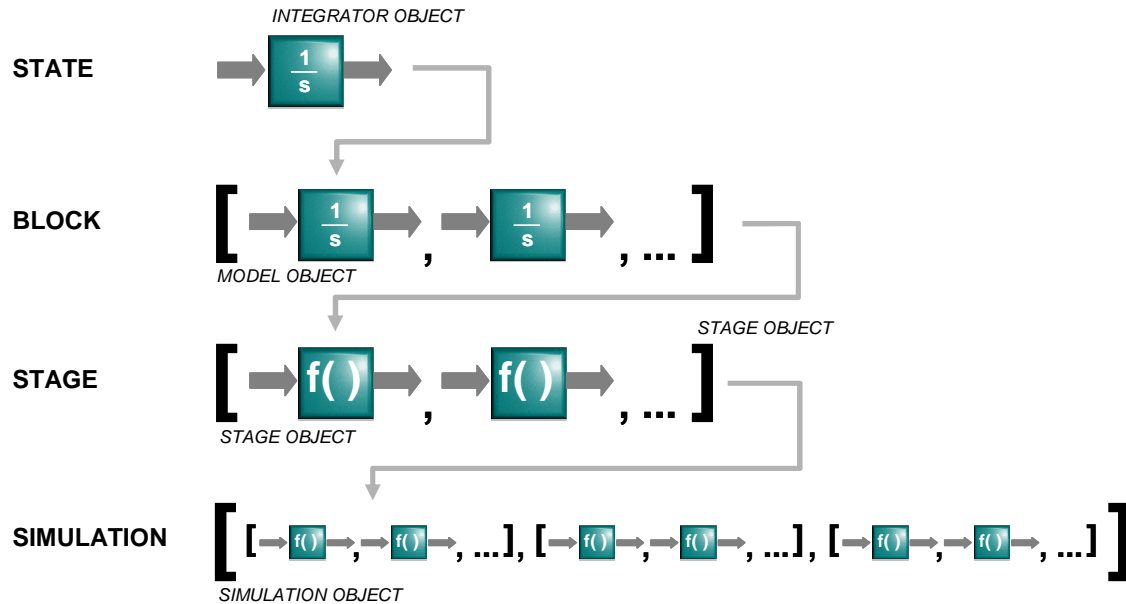 INTEGRATOR OBJECT
STATE
1
s
BLOCK
[ 1 s , 1 s , ... ]
MODEL OBJECT
STAGE OBJECT
STAGE
[ f( ) , f( ) , ... ]
STAGE OBJECT
SIMULATION
[ [ f( ) , f( ) , ... ] , [ f( ) , f( ) , ... ] , [ f( ) , f( ) , ... ] ]
SIMULATION OBJECT